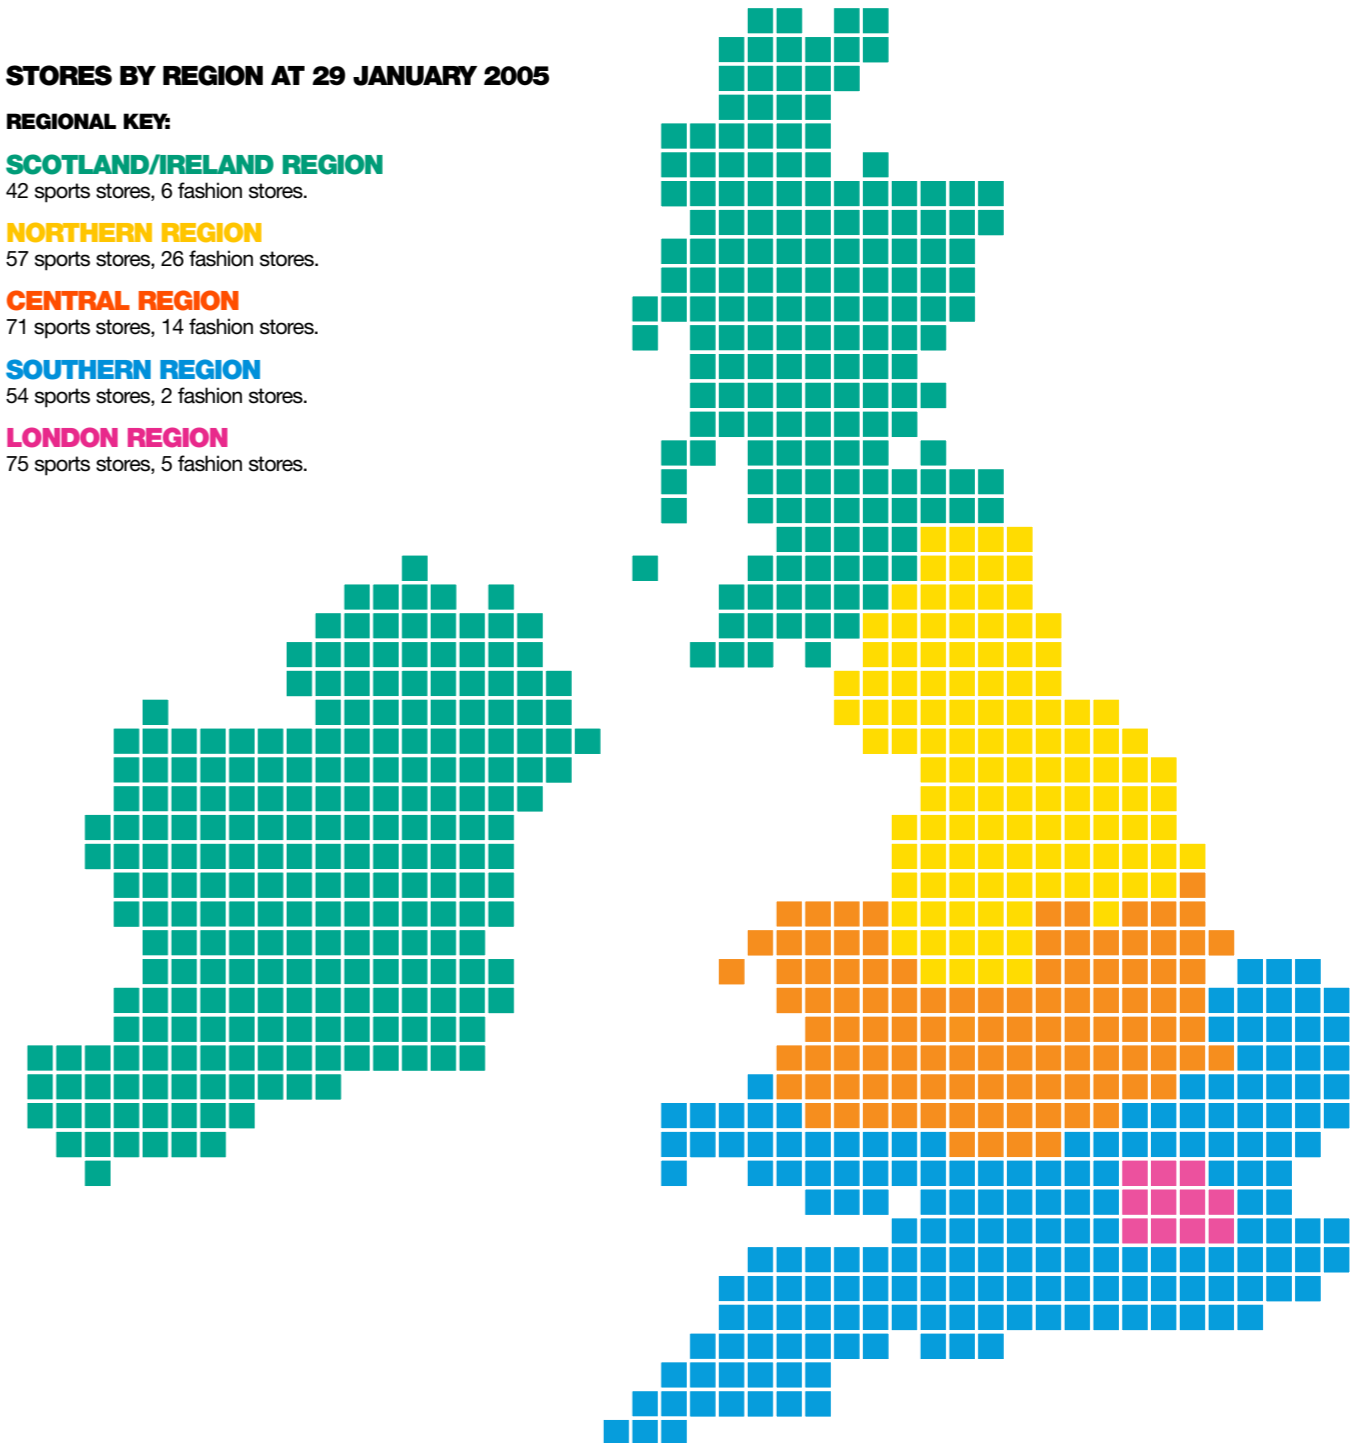 STORES BY REGION AT 29 JANUARY 2005
REGIONAL KEY:
SCOTLAND/IRELAND REGION
42 sports stores, 6 fashion stores.
NORTHERN REGION
57 sports stores, 26 fashion stores.
CENTRAL REGION
71 sports stores, 14 fashion stores.
SOUTHERN REGION
54 sports stores, 2 fashion stores.
LONDON REGION
75 sports stores, 5 fashion stores.